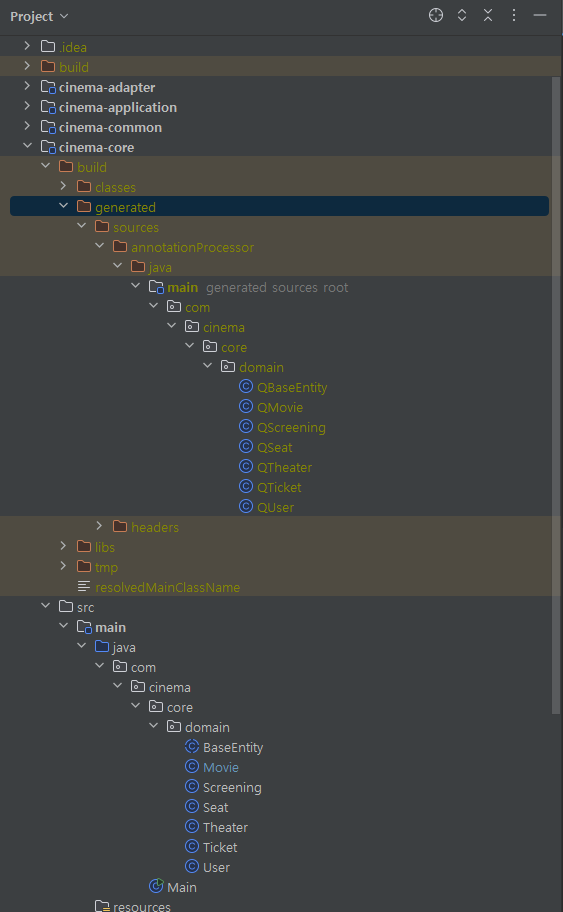 Project
.idea
build
cinema-adapter
cinema-application
cinema-common
cinema-core
build
classes
generated
sources
annotationProcessor
java
main generated sources root
com
cinema
core
domain
QBaseEntity
QMovie
QScreening
QSeat
QTheater
QTicket
QUser
headers
libs
tmp
resolvedMainClassName
src
main
java
com
cinema
core
domain
BaseEntity
Movie
Screening
Seat
Theater
Ticket
User
Main
resources